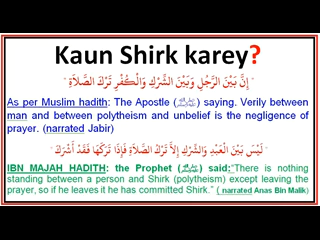 Kaun Shirk karey?
إِنَّ بَيْنَ الرَّجُلِ وَبَيْنَ الشِّرْكِ وَالْكُفْرِ تَرْكَ الصَّلاَةِ
As per Muslim hadith: The Apostle (ﷺ) saying. Verily between
man and between polytheism and unbelief is the negligence of
prayer. (narrated Jabir)
لَيْسَ بَيْنَ الْعَبْدِ وَالشِّرْكِ إِلاَّ تَرْكُ الصَّلاَةِ فَإِذَا تَرَكَهَا فَقَدْ أَشْرَكَ
IBN MAJAH HADITH: the Prophet (ﷺ) said:"There is nothing
standing between a person and Shirk (polytheism) except leaving the
prayer, so if he leaves it he has committed Shirk." ( narrated Anas Bin Malik)